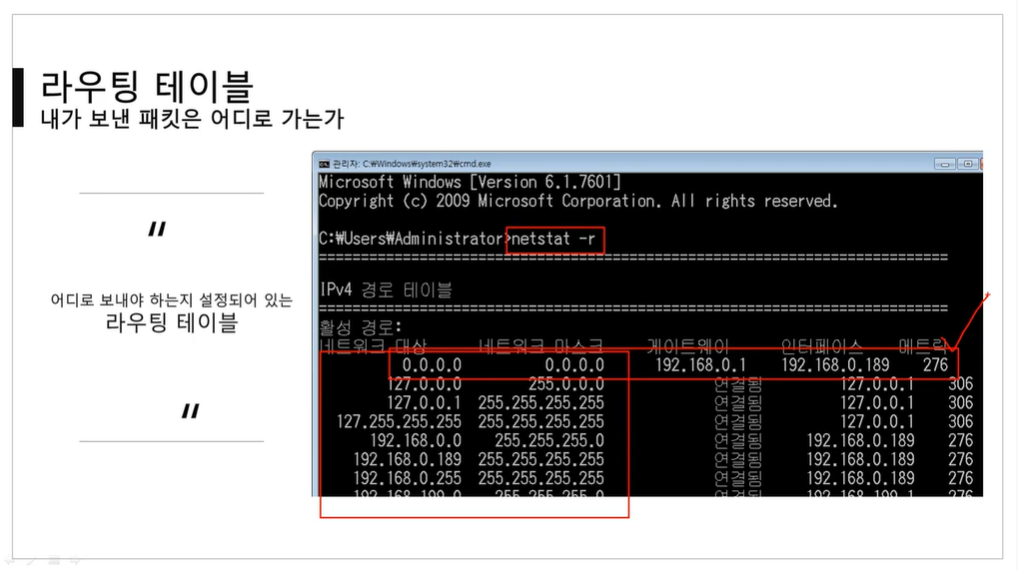 라우팅 테이블
내가 보낸 패킷은 어디로 가는가
"
어디로 보내야 하는지 설정되어 있는
라우팅 테이블
"
관리자: C:₩Windows₩system32₩cmd.exe
Microsoft Windows [Version 6.1.7601]
Copyright (c) 2009 Microsoft Corporation. All rights reserved.
C:₩Users₩Administrator>netstat -r
===========================================================================
IPv4 경로 테이블
===========================================================================
활성 경로:
네트워크 대상 네트워크 마스크 게이트웨이 인터페이스 메트릭
0.0.0.0 0.0.0.0 192.168.0.1 192.168.0.189 276
127.0.0.0 255.0.0.0 연결됨 127.0.0.1 306
127.0.0.1 255.255.255.255 연결됨 127.0.0.1 306
127.255.255.255 255.255.255.255 연결됨 127.0.0.1 306
192.168.0.0 255.255.255.0 연결됨 192.168.0.189 276
192.168.0.189 255.255.255.255 연결됨 192.168.0.189 276
192.168.0.255 255.255.255.255 연결됨 192.168.0.189 276
192.168.199.0 255.255.255.0 연결됨 192.168.199.1 276